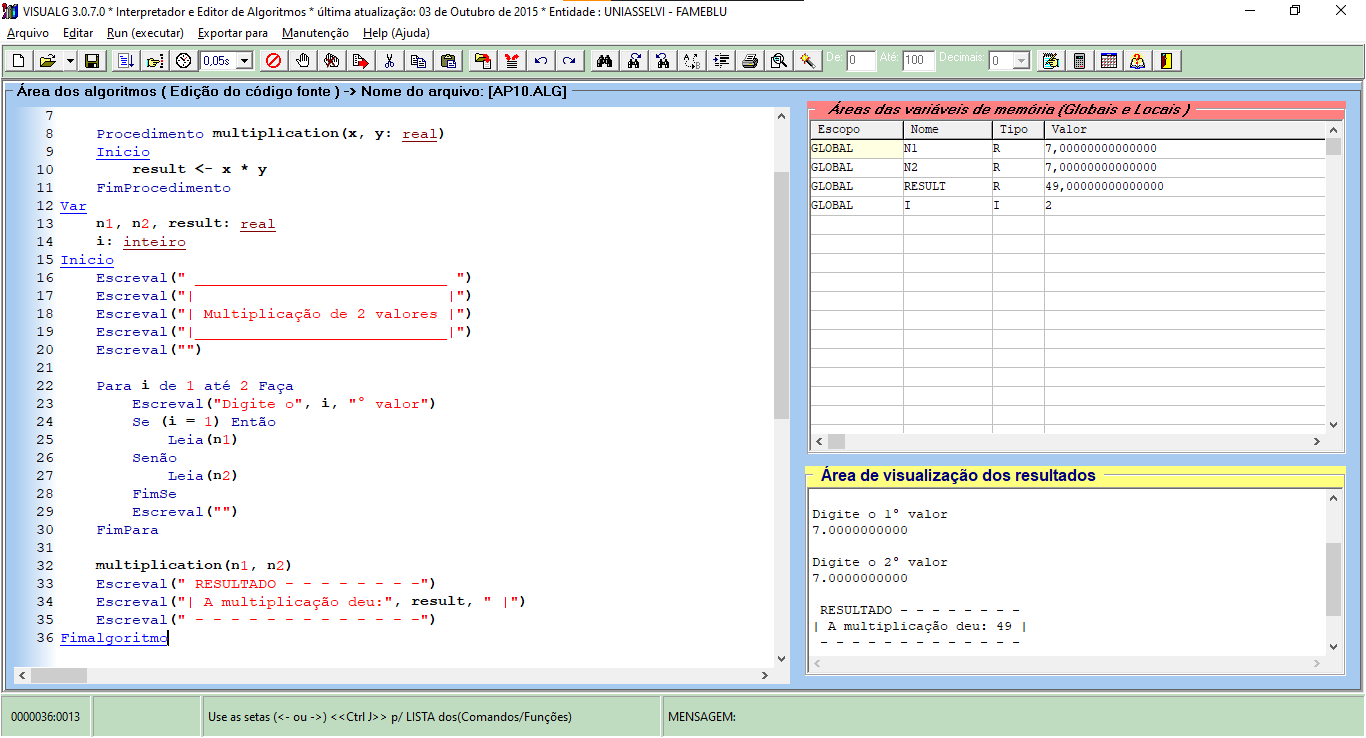 VISUALG 3.0.7.0 * Interpretador e Editor de Algoritmos * última atualização: 03 de Outubro de 2015 * Entidade : UNIASSELVI - FAMEBLU
Arquivo Editar Run (executar) Exportar para Manutenção Help (Ajuda)
0,05s De: 0 Até: 100 Decimais: 0
Área dos algoritmos ( Edição do código fonte ) -> Nome do arquivo: [AP10.ALG]
7
8 Procedimento multiplication(x, y: real)
9 Inicio
10 result <- x * y
11 FimProcedimento
12 Var
13 n1, n2, result: real
14 i: inteiro
15 Inicio
16 Escreval(" ____________________________ ")
17 Escreval("|                            |")
18 Escreval("| Multiplicação de 2 valores |")
19 Escreval("|____________________________|")
20 Escreval("")
21
22 Para i de 1 até 2 Faça
23 Escreval("Digite o", i, "° valor")
24 Se (i = 1) Então
25 Leia(n1)
26 Senão
27 Leia(n2)
28 FimSe
29 Escreval("")
30 FimPara
31
32 multiplication(n1, n2)
33 Escreval(" RESULTADO - - - - - - - -")
34 Escreval("| A multiplicação deu:", result, " |")
35 Escreval(" - - - - - - - - - - - - -")
36 Fimalgoritmo
Áreas das variáveis de memória (Globais e Locais )
Escopo Nome Tipo Valor
GLOBAL N1 R 7,00000000000000
GLOBAL N2 R 7,00000000000000
GLOBAL RESULT R 49,00000000000000
GLOBAL I I 2
Área de visualização dos resultados
Digite o 1° valor
7.0000000000
Digite o 2° valor
7.0000000000
RESULTADO - - - - - - - -
| A multiplicação deu: 49 |
- - - - - - - - - - - - -
0000036:0013 Use as setas (<- ou ->) <<Ctrl J>> p/ LISTA dos(Comandos/Funções) MENSAGEM: